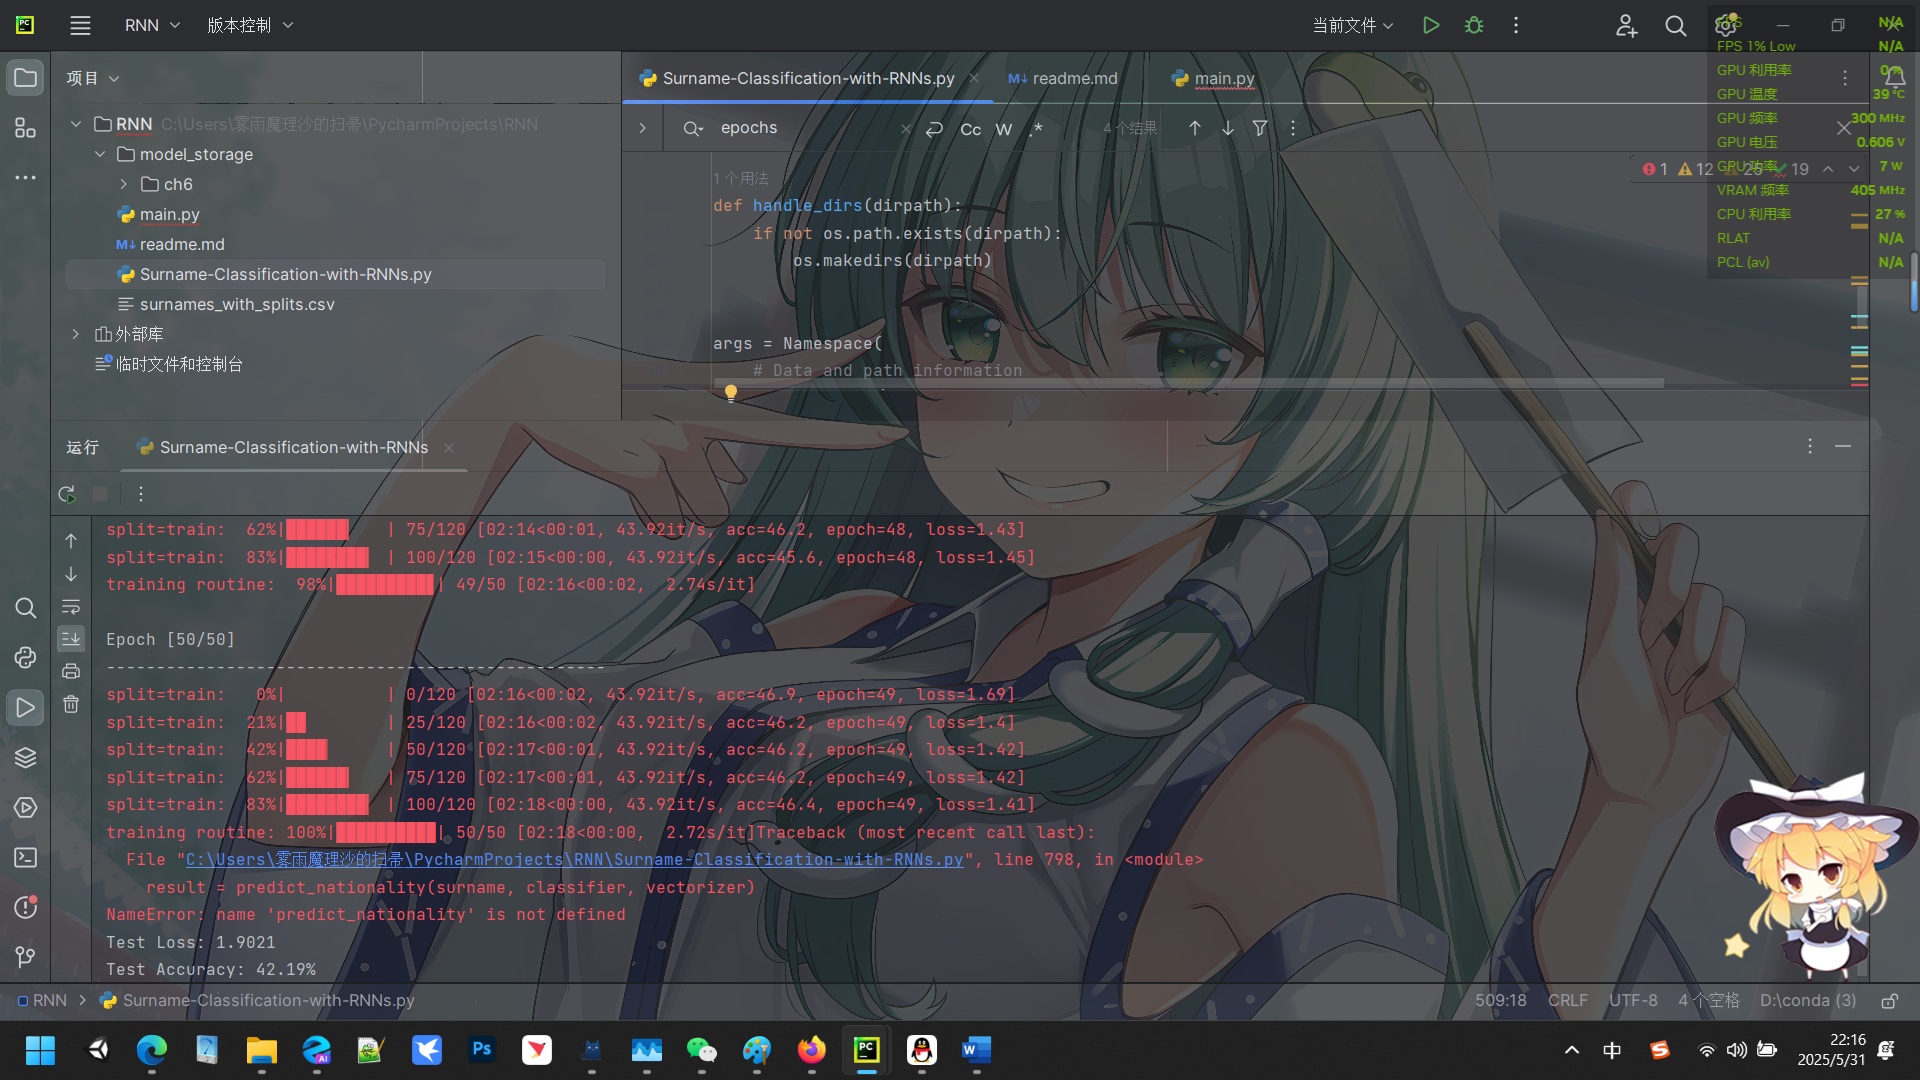 RNN
版本控制
当前文件
FPS
N/A
FPS 1% Low
N/A
GPU 利用率
0 %
GPU 温度
39 °C
GPU 频率
300 MHz
GPU 电压
0.606 V
GPU 功率
7 W
VRAM 频率
405 MHz
CPU 利用率
27 %
RLAT
N/A
PCL (av)
N/A
项目
RNN C:\Users\雾雨魔理沙的扫帚\PycharmProjects\RNN
model_storage
ch6
main.py
M↓ readme.md
Surname-Classification-with-RNNs.py
surnames_with_splits.csv
外部库
临时文件和控制台
Surname-Classification-with-RNNs.py
M↓ readme.md
main.py
epochs
Cc
W
.*
4 个结果
1 12 25 19
1 个用法
def handle_dirs(dirpath):
if not os.path.exists(dirpath):
os.makedirs(dirpath)
args = Namespace(
# Data and path information
运行
Surname-Classification-with-RNNs
split=train:  62%| | 75/120 [02:14<00:01, 43.92it/s, acc=46.2, epoch=48, loss=1.43]
split=train:  83%| | 100/120 [02:15<00:00, 43.92it/s, acc=45.6, epoch=48, loss=1.45]
training routine:  98%| | 49/50 [02:16<00:02,  2.74s/it]
Epoch [50/50]
--------------------------------------------------
split=train:   0%| | 0/120 [02:16<00:02, 43.92it/s, acc=46.9, epoch=49, loss=1.69]
split=train:  21%| | 25/120 [02:16<00:02, 43.92it/s, acc=46.2, epoch=49, loss=1.4]
split=train:  42%| | 50/120 [02:17<00:01, 43.92it/s, acc=46.2, epoch=49, loss=1.42]
split=train:  62%| | 75/120 [02:17<00:01, 43.92it/s, acc=46.2, epoch=49, loss=1.42]
split=train:  83%| | 100/120 [02:18<00:00, 43.92it/s, acc=46.4, epoch=49, loss=1.41]
training routine: 100%| | 50/50 [02:18<00:00,  2.72s/it]Traceback (most recent call last):
File "C:\Users\雾雨魔理沙的扫帚\PycharmProjects\RNN\Surname-Classification-with-RNNs.py", line 798, in <module>
result = predict_nationality(surname, classifier, vectorizer)
NameError: name 'predict_nationality' is not defined
Test Loss: 1.9021
Test Accuracy: 42.19%
RNN > Surname-Classification-with-RNNs.py
509:18
CRLF
UTF-8
4 个空格
D:\conda (3)
中
22:16
2025/5/31